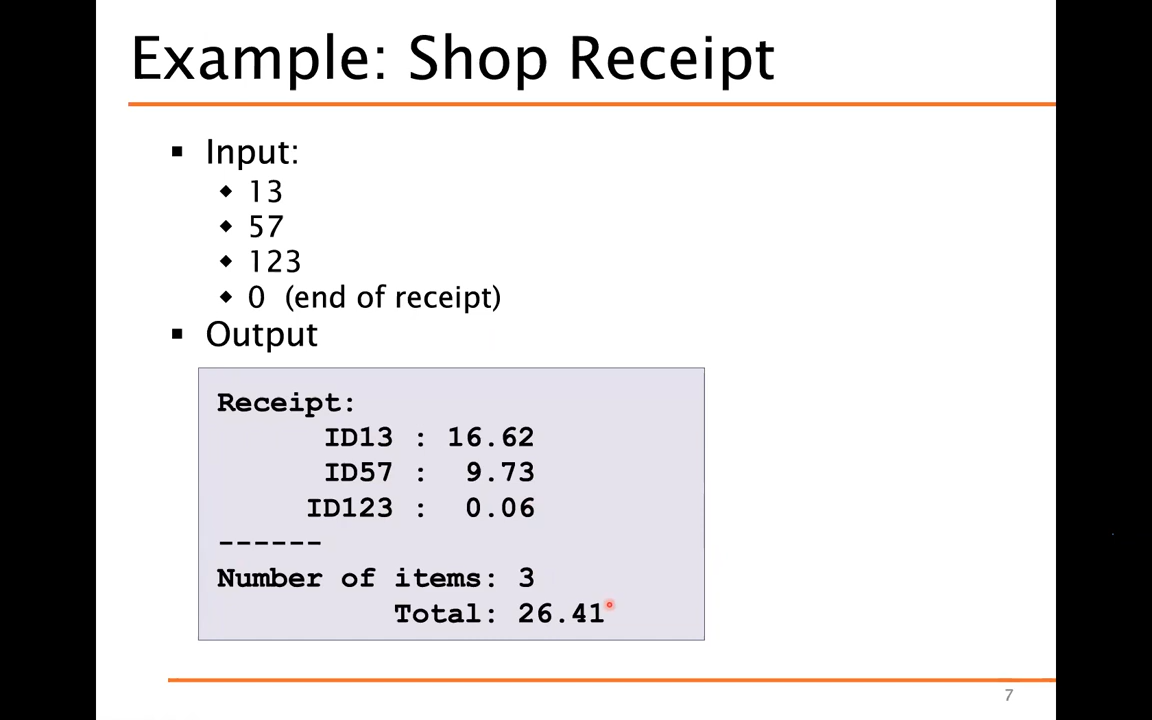 Example: Shop Receipt
▪ Input:
◆ 13
◆ 57
◆ 123
◆ 0 (end of receipt)
▪ Output
Receipt:
ID13 : 16.62
ID57 : 9.73
ID123 : 0.06
------
Number of items: 3
Total: 26.41
7